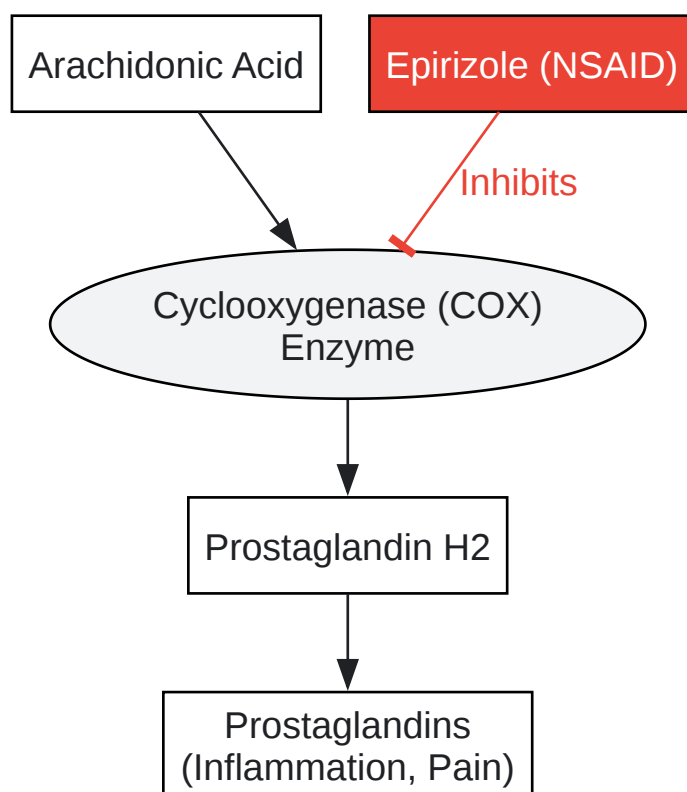 Arachidonic Acid
Epirizole (NSAID)
Inhibits
Cyclooxygenase (COX)
Enzyme
Prostaglandin H2
Prostaglandins
(Inflammation, Pain)